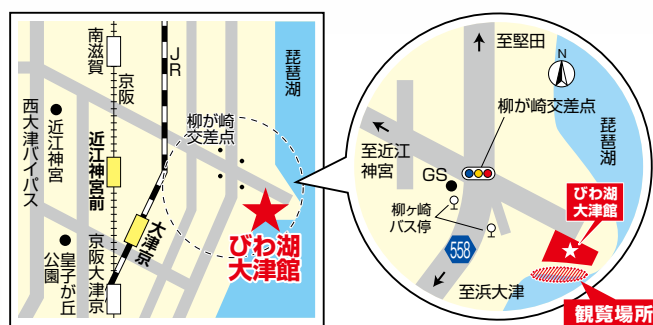 南滋賀
京阪
JR
琵琶湖
西大津バイパス
近江神宮
近江神宮前
柳が崎
交差点
大津京
皇子が丘
公園
京阪大津京
びわ湖
大津館
至堅田
N
柳が崎交差点
琵琶湖
至近江
神宮
GS
柳ヶ崎
バス停
558
びわ湖
大津館
至浜大津
観覧場所